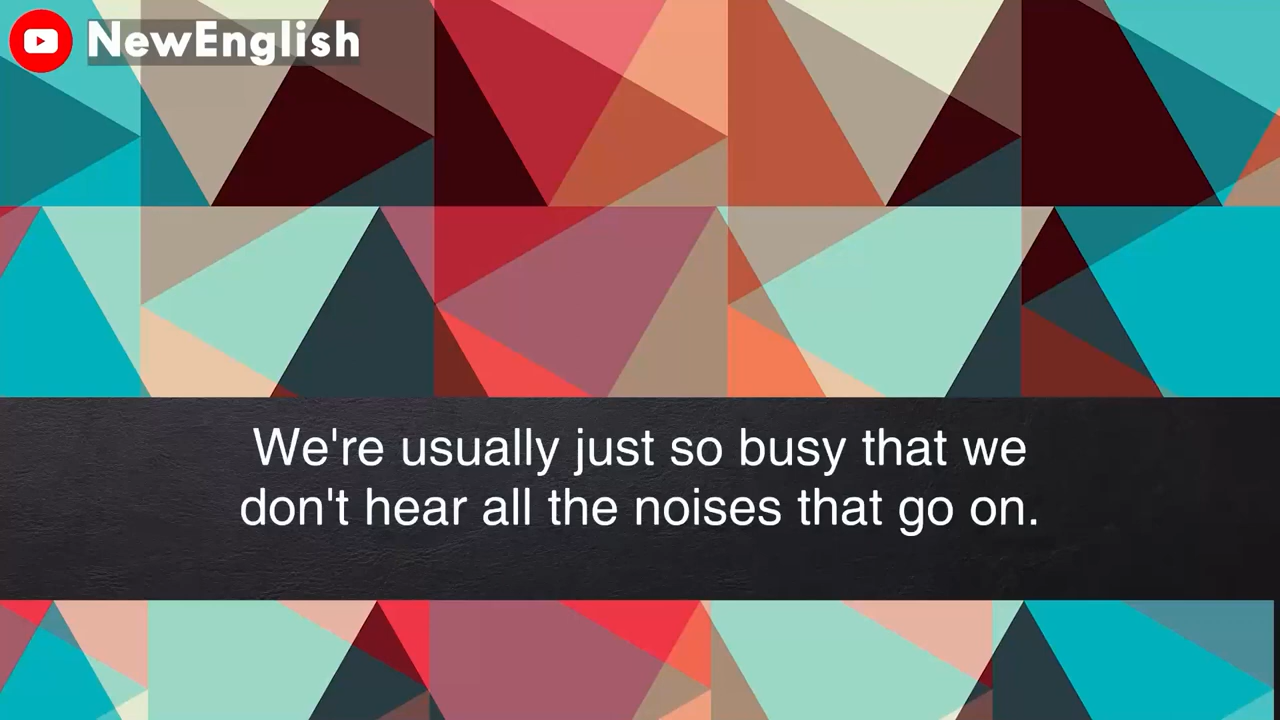 NewEnglish
We're usually just so busy that we
don't hear all the noises that go on.